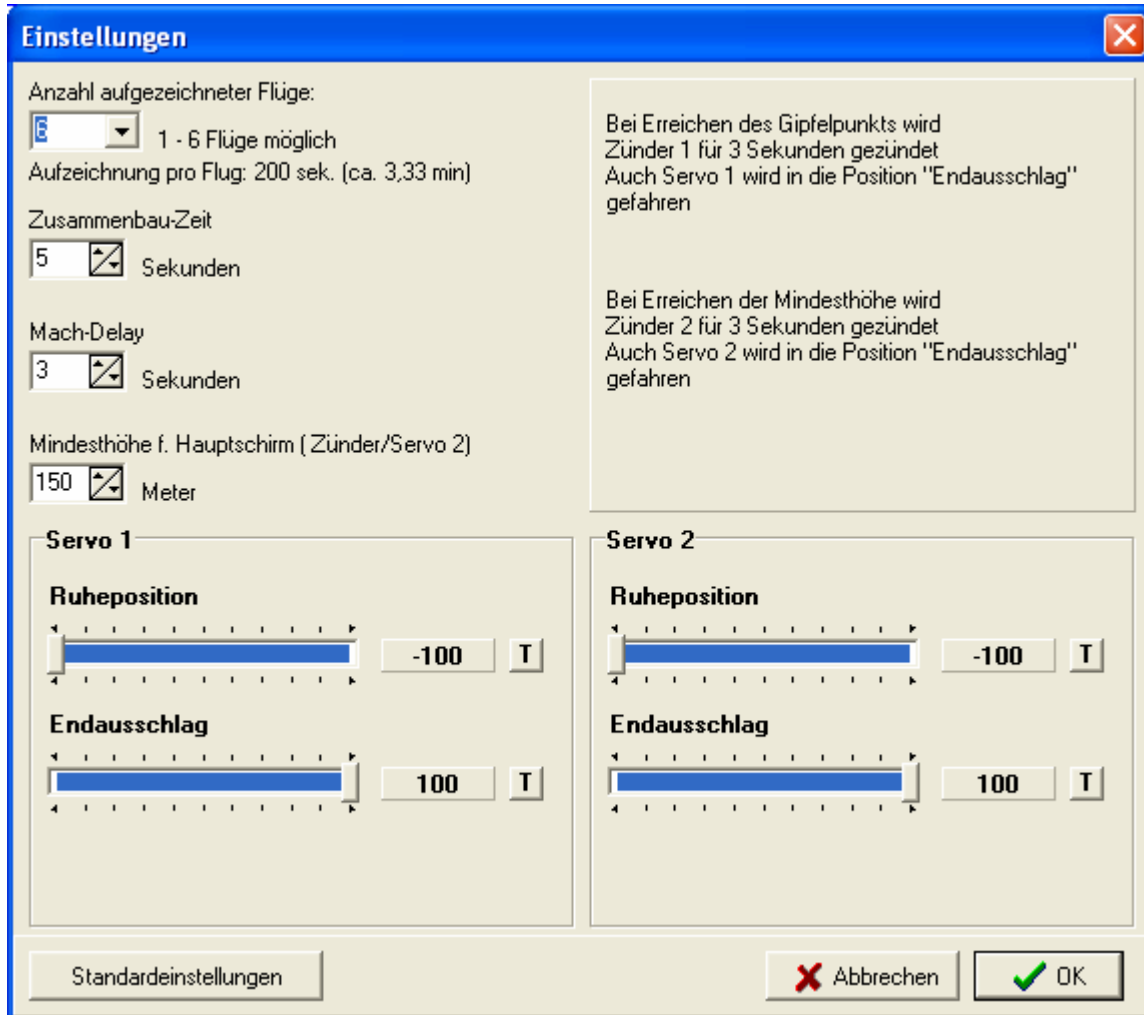 Einstellungen
Anzahl aufgezeichneter Flüge:
6
1 - 6 Flüge möglich
Aufzeichnung pro Flug: 200 sek. (ca. 3,33 min)
Zusammenbau-Zeit
5
Sekunden
Mach-Delay
3
Sekunden
Mindesthöhe f. Hauptschirm ( Zünder/Servo 2)
150
Meter
Bei Erreichen des Gipfelpunkts wird
Zünder 1 für 3 Sekunden gezündet
Auch Servo 1 wird in die Position "Endausschlag"
gefahren
Bei Erreichen der Mindesthöhe wird
Zünder 2 für 3 Sekunden gezündet
Auch Servo 2 wird in die Position "Endausschlag"
gefahren
Servo 1
Ruheposition
-100
T
Endausschlag
100
T
Servo 2
Ruheposition
-100
T
Endausschlag
100
T
Standardeinstellungen
Abbrechen
OK